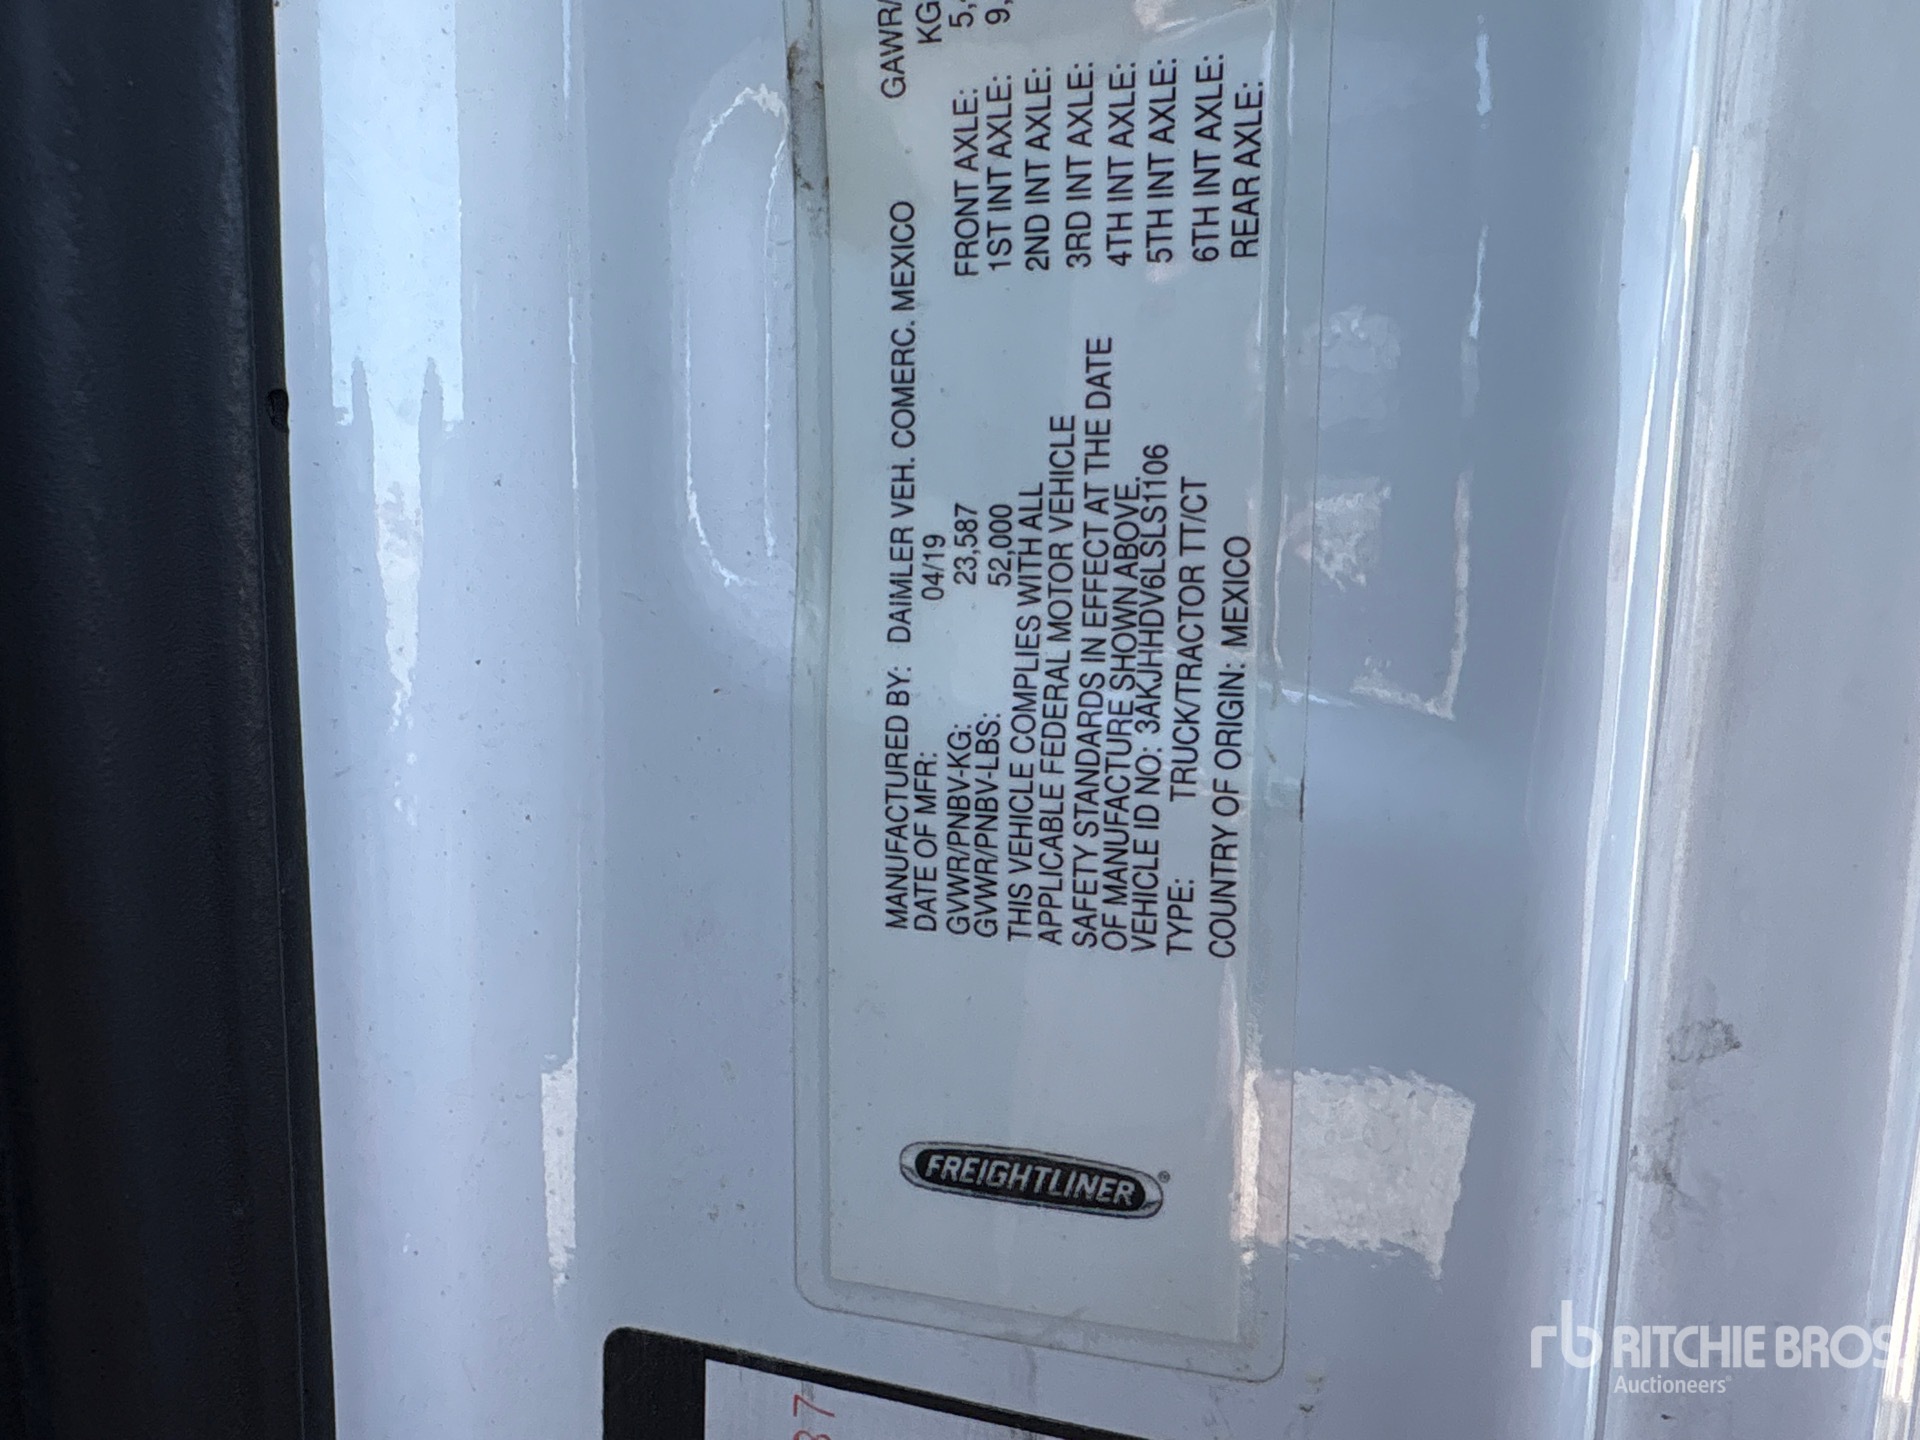 FREIGHTLINER
®
MANUFACTURED BY: DAIMLER VEH. COMERC. MEXICO
DATE OF MFR: 04/19
GVWR/PNBV-KG: 23,587
GVWR/PNBV-LBS: 52,000
THIS VEHICLE COMPLIES WITH ALL
APPLICABLE FEDERAL MOTOR VEHICLE
SAFETY STANDARDS IN EFFECT AT THE DATE
OF MANUFACTURE SHOWN ABOVE.
VEHICLE ID NO: 3AKJHHDV6LSLS1106
TYPE: TRUCK/TRACTOR TT/CT
COUNTRY OF ORIGIN: MEXICO
GAWR/
KG
FRONT AXLE: 5,
1ST INT AXLE: 9,
2ND INT AXLE:
3RD INT AXLE:
4TH INT AXLE:
5TH INT AXLE:
6TH INT AXLE:
REAR AXLE:
37
rb RITCHIE BROS.
Auctioneers